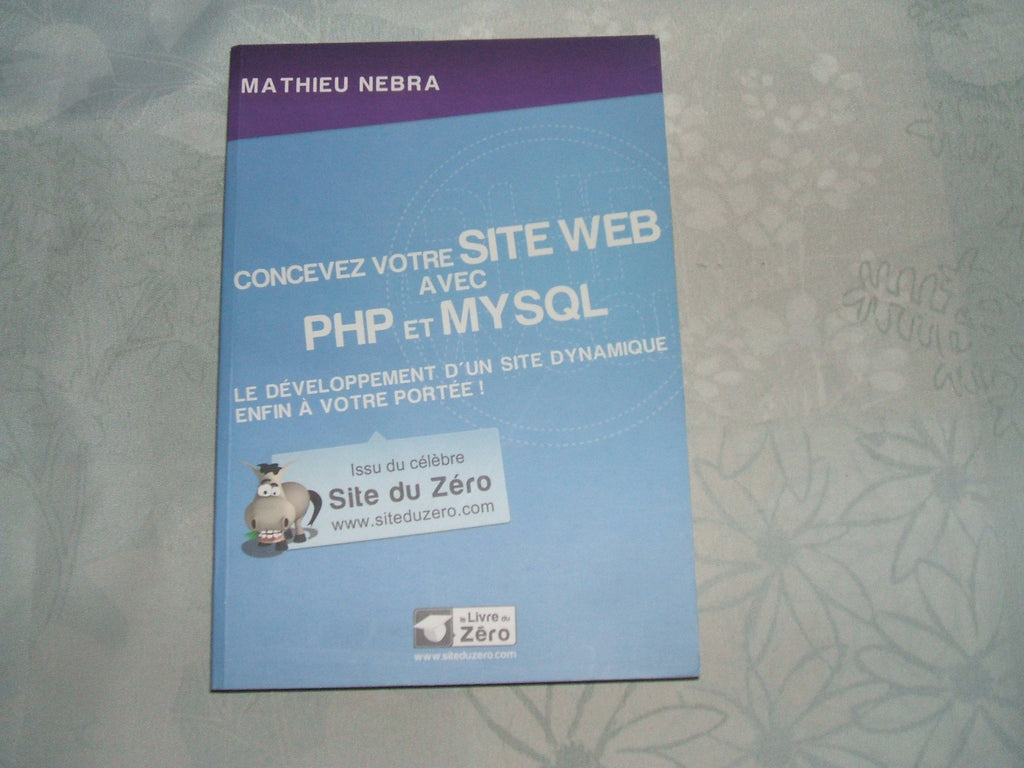 MATHIEU NEBRA
CONCEVEZ VOTRE SITE WEB
AVEC
PHP ET MYSQL
LE DÉVELOPPEMENT D'UN SITE DYNAMIQUE
ENFIN À VOTRE PORTÉE !
Issu du célèbre
Site du Zéro
www.siteduzero.com
le Livre du
Zéro
www.siteduzero.com